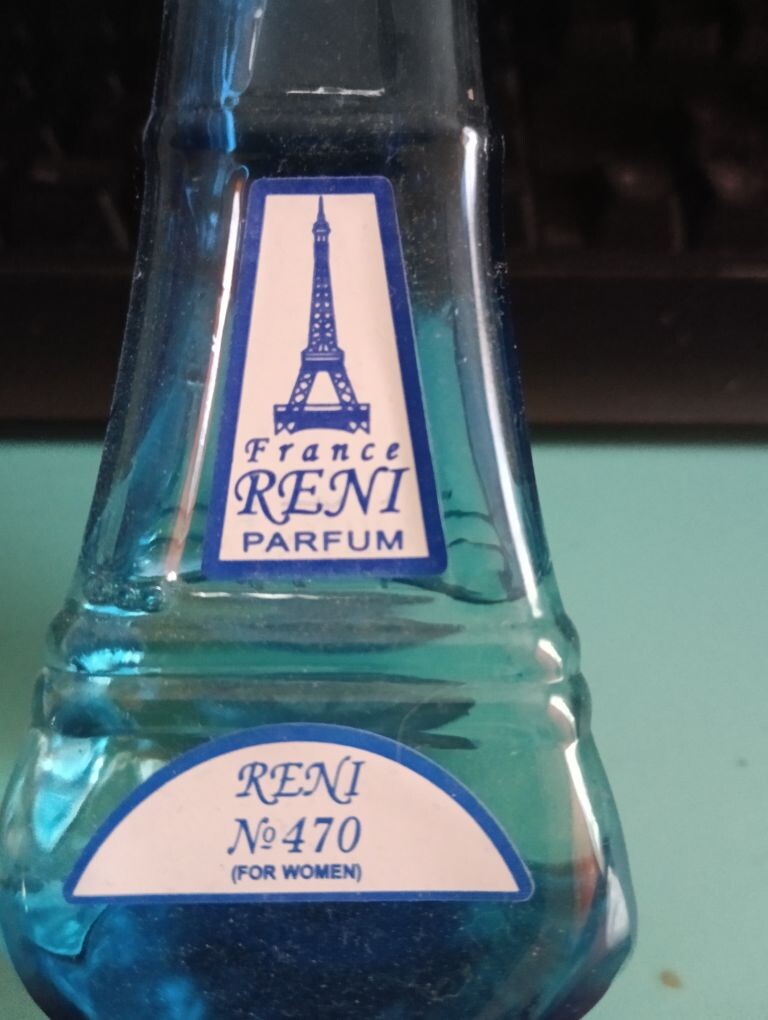 France
RENI
PARFUM
RENI
№470
(FOR WOMEN)